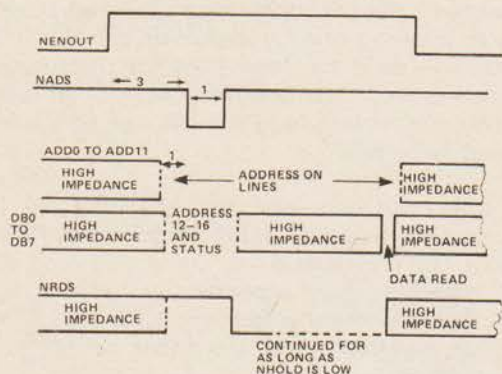 NENOUT
3
NADS
1
ADD0 TO ADD11
1
HIGH
IMPEDANCE
ADDRESS ON
LINES
HIGH
IMPEDANCE
DB0
TO
DB7
HIGH
IMPEDANCE
ADDRESS
12–16
AND
STATUS
HIGH
IMPEDANCE
HIGH
IMPEDANCE
DATA READ
NRDS
HIGH
IMPEDANCE
HIGH
IMPEDANCE
CONTINUED FOR
AS LONG AS
NHOLD IS LOW